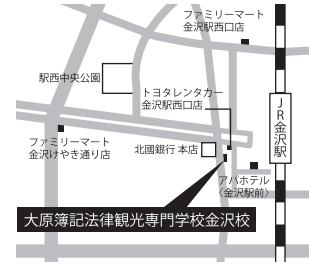 ファミリーマート
金沢駅西口店
駅西中央公園
トヨタレンタカー
金沢駅西口店
JR金沢駅
ファミリーマート
金沢けやき通り店
北國銀行 本店
アパホテル
〈金沢駅前〉
大原簿記法律観光専門学校金沢校